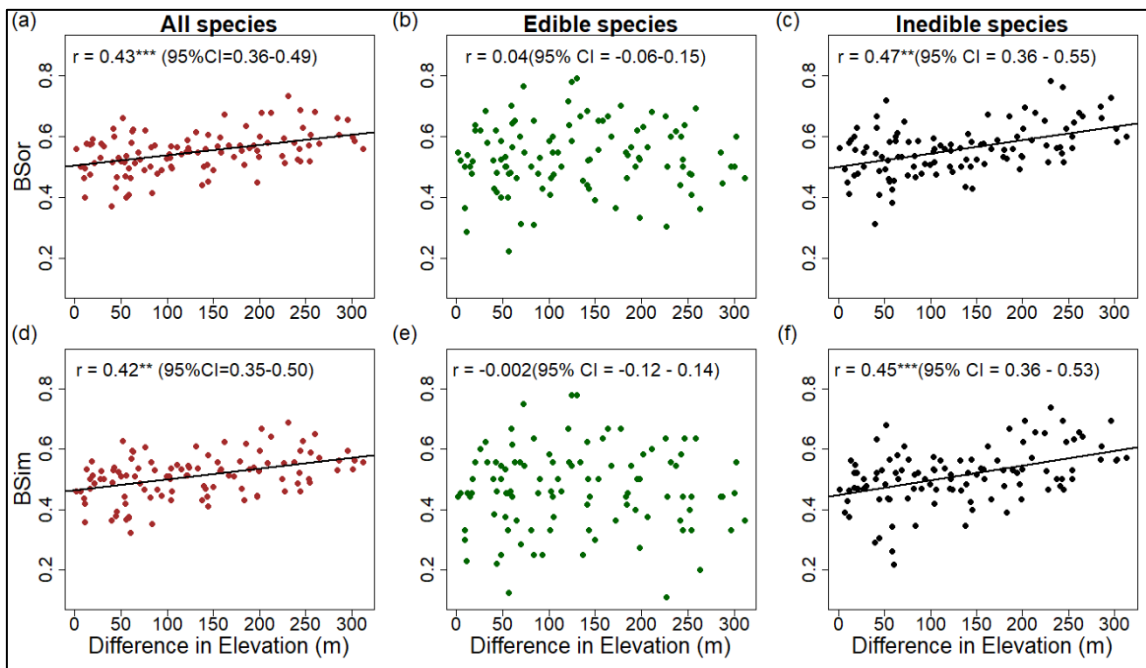 All species
Edible species
Inedible species
(a)
(b)
(c)
r = 0.43*** (95%CI=0.36-0.49)
r = 0.04(95% CI = -0.06-0.15)
r = 0.47**(95% CI = 0.36 - 0.55)
BSor
0.8
0.6
0.4
0.2
0.8
0.6
0.4
0.2
0.8
0.6
0.4
0.2
0 50 100 150 200 250 300
0 50 100 150 200 250 300
0 50 100 150 200 250 300
(d)
(e)
(f)
r = 0.42** (95%CI=0.35-0.50)
r = -0.002(95% CI = -0.12 - 0.14)
r = 0.45***(95% CI = 0.36 - 0.53)
BSim
0.8
0.6
0.4
0.2
0.8
0.6
0.4
0.2
0.8
0.6
0.4
0.2
0 50 100 150 200 250 300
0 50 100 150 200 250 300
0 50 100 150 200 250 300
Difference in Elevation (m)
Difference in Elevation (m)
Difference in Elevation (m)